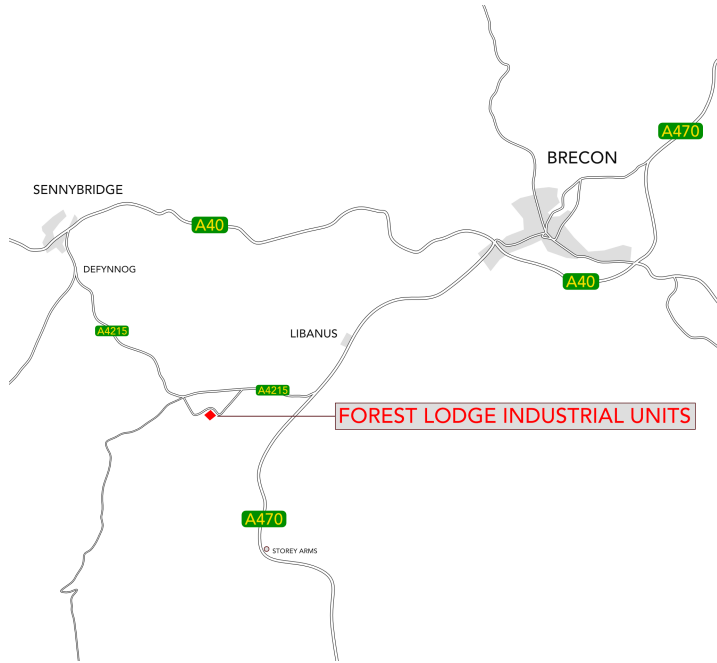 A470
BRECON
SENNYBRIDGE
A40
DEFYNNOG
A40
A4215
LIBANUS
A4215
FOREST LODGE INDUSTRIAL UNITS
A470
STOREY ARMS